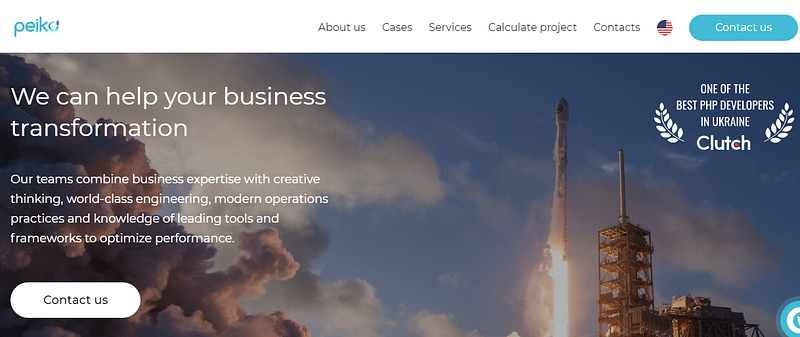 peiko
About us Cases Services Calculate project Contacts Contact us
We can help your business
transformation
ONE OF THE
BEST PHP DEVELOPERS
IN UKRAINE
Clutch
Our teams combine business expertise with creative
thinking, world-class engineering, modern operations
practices and knowledge of leading tools and
frameworks to optimize performance.
Contact us